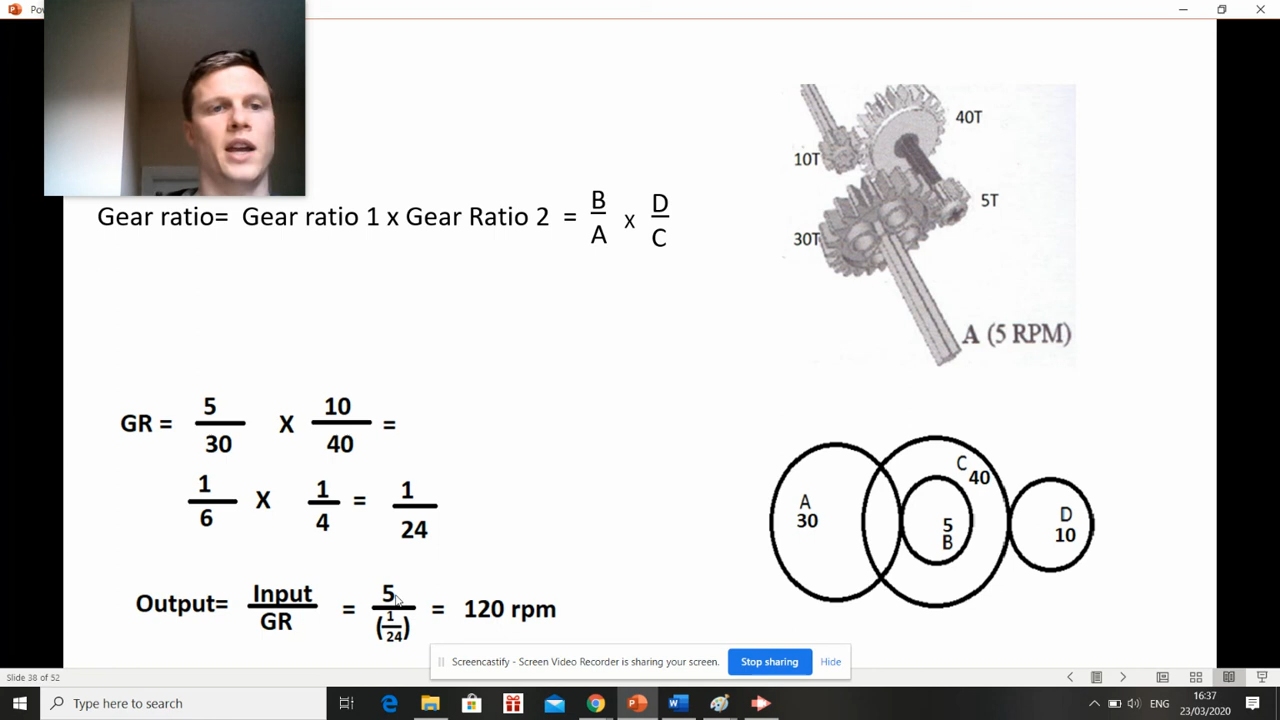 Gear ratio= Gear ratio 1 x Gear Ratio 2 = B/A x D/C
40T
10T
5T
30T
A (5 RPM)
GR = 5/30 X 10/40 =
1/6 X 1/4 = 1/24
Output= Input/GR = 5/(1/24) = 120 rpm
A
30
C
40
5
B
D
10
Screencastify - Screen Video Recorder is sharing your screen.
Stop sharing
Hide
Slide 38 of 52
Type here to search
16:37
23/03/2020